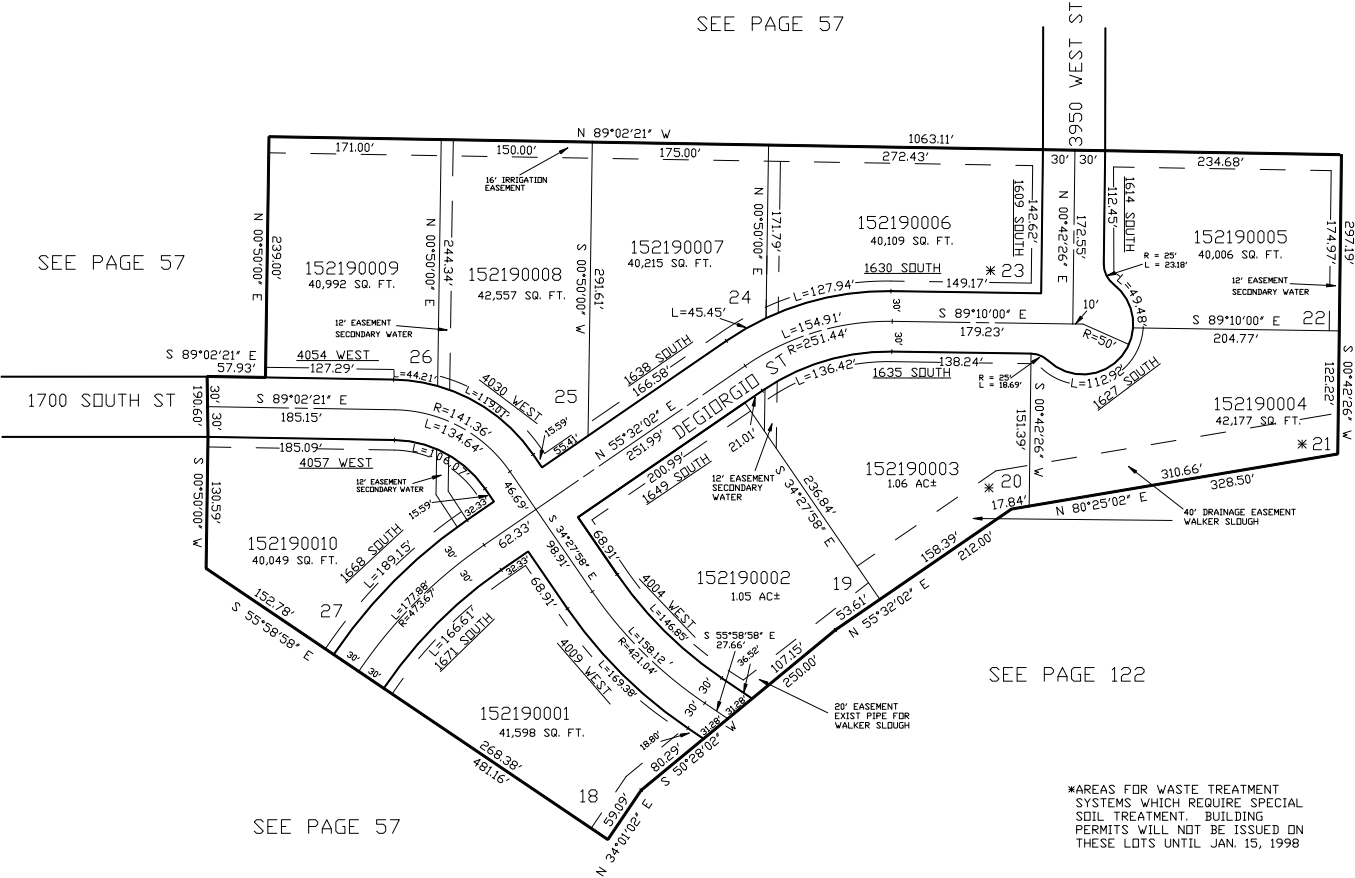 SEE PAGE 57
3950 WEST ST
N 89°02'21" W
1063.11'
171.00'
150.00'
175.00'
272.43'
30'
30'
234.68'
16' IRRIGATION
EASEMENT
N 00°50'00" E
239.00'
N 00°50'00" E
244.34'
S 00°50'00" W
291.61'
N 00°50'00" E
171.79'
1609 SOUTH
142.62'
N 00°42'26" E
172.55'
112.45'
1614 SOUTH
174.97'
297.19'
SEE PAGE 57
152190009
40,992 SQ. FT.
152190008
42,557 SQ. FT.
152190007
40,215 SQ. FT.
152190006
40,109 SQ. FT.
152190005
40,006 SQ. FT.
R = 25'
L = 23.18'
1630 SOUTH
*23
149.17'
L=49.48'
12' EASEMENT
SECONDARY WATER
24
L=45.45'
L=127.94'
30'
10'
12' EASEMENT
SECONDARY WATER
L=154.91'
R=251.44'
S 89°10'00" E
179.23'
R=50'
S 89°10'00" E
22
204.77'
S 89°02'21" E
57.93'
4054 WEST
127.29'
26
L=44.21'
L=119.01'
4030 WEST
25
1638 SOUTH
166.58'
L=136.42'
30'
138.24'
1635 SOUTH
R = 25'
L = 18.69'
L=112.92'
1627 SOUTH
S 00°42'26" W
122.22'
1700 SOUTH ST
190.60'
30'
30'
S 89°02'21" E
185.15'
R=141.36'
L=134.64'
15.59'
55.41'
N 55°32'02" E
251.99'
DEGIORGIO ST
21.01'
151.39'
S 00°42'26" W
152190004
42,177 SQ. FT.
*21
185.09'
4057 WEST
L=106.07'
200.99'
1649 SOUTH
12' EASEMENT
SECONDARY
WATER
S 34°27'58" E
236.84'
152190003
1.06 AC±
*20
17.84'
310.66'
328.50'
N 80°25'02" E
12' EASEMENT
SECONDARY WATER
15.59'
32.33'
46.69'
40' DRAINAGE EASEMENT
WALKER SLOUGH
S 00°50'00" W
130.59'
152190010
40,049 SQ. FT.
1668 SOUTH
L=189.15'
30'
62.33'
S 34°27'58" E
98.91'
68.91'
158.39'
212.00'
152190002
1.05 AC±
19
53.61'
N 55°32'02" E
152.78'
S 55°58'58" E
27
L=177.88'
R=473.67'
30'
32.33'
68.91'
4004 WEST
L=146.85'
L=166.61'
1671 SOUTH
4009 WEST
L=169.38'
L=158.12'
R=421.04'
S 55°58'58" E
27.66'
36.52'
107.15'
250.00'
30'
30'
30'
30'
31.28'
31.28'
SEE PAGE 122
20' EASEMENT
EXIST PIPE FOR
WALKER SLOUGH
152190001
41,598 SQ. FT.
18.80'
80.29'
S 50°28'02" W
268.38'
481.16'
18
59.09'
N 34°01'02" E
SEE PAGE 57
*AREAS FOR WASTE TREATMENT
SYSTEMS WHICH REQUIRE SPECIAL
SOIL TREATMENT. BUILDING
PERMITS WILL NOT BE ISSUED ON
THESE LOTS UNTIL JAN. 15, 1998